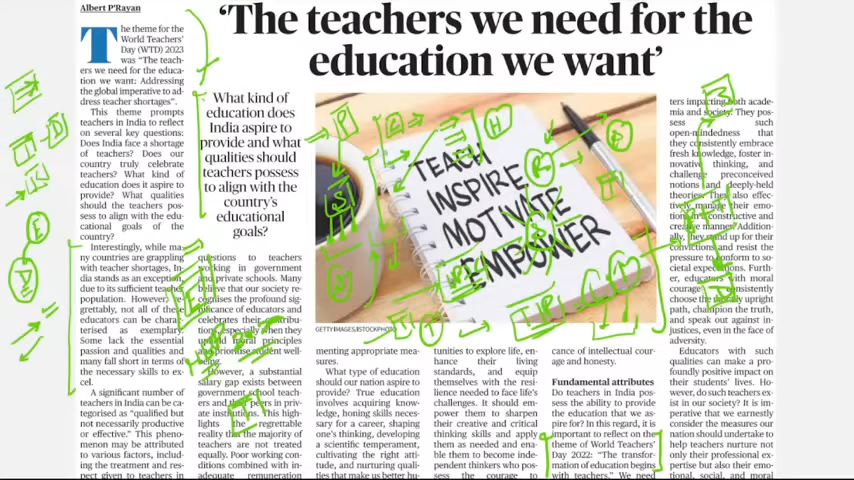 Albert P'Rayan
'The teachers we need for the
education we want'
The theme for the
World Teachers'
Day (WTD) 2023
was "The teach-
ers we need for the educa-
tion we want: Addressing
the global imperative to ad-
dress teacher shortages".
This theme prompts
teachers in India to reflect
on several key questions:
Does India face a shortage
of teachers? Does our
country truly celebrate
teachers? What kind of
education does it aspire to
provide? What qualities
should the teachers pos-
sess to align with the edu-
cational goals of the
country?
Interestingly, while ma-
ny countries are grappling
with teacher shortages, In-
dia stands as an exception
due to its sufficient teacher
population. However,
grettably, not all of these
educators can be charac-
terised as exemplary.
Some lack the essential
passion and qualities and
many fall short in terms of
the necessary skills to ex-
cel.
A significant number of
teachers in India can be ca-
tegorised as "qualified but
not necessarily productive
or effective." This pheno-
menon may be attributed
to various factors, includ-
ing the treatment and res-
pect given to teachers in
What kind of
education does
India aspire to
provide and what
qualities should
teachers possess
to align with the
country's
educational
goals?
questions to teachers
working in government
and private schools. Many
believe that our society re-
cognises the profound sig-
nificance of educators and
celebrates their contribu-
tions, especially when they
uphold moral principles
and prioritise student well-
being.
However, a substantial
salary gap exists between
government school teach-
ers and their peers in priv-
ate institutions. This high-
lights a regrettable
reality that the majority of
teachers are not treated
equally. Poor working con-
ditions combined with in-
adequate remuneration
TEACH
INSPIRE
MOTIVATE
EMPOWER
GETTY IMAGES/ISTOCKPHOTO
menting appropriate mea-
sures.
What type of education
should our nation aspire to
provide? True education
involves acquiring know-
ledge, honing skills neces-
sary for a career, shaping
one's thinking, developing
a scientific temperament,
cultivating the right atti-
tude, and nurturing quali-
ties that make us better hu-
tunities to explore life, en-
hance their living
standards, and equip
themselves with the resi-
lience needed to face life's
challenges. It should em-
power them to sharpen
their creative and critical
thinking skills and apply
them as needed and en-
able them to become inde-
pendent thinkers who pos-
sess the courage to
cance of intellectual cour-
age and honesty.
Fundamental attributes
Do teachers in India pos-
sess the ability to provide
the education that we as-
pire for? In this regard, it is
important to reflect on the
theme of World Teachers'
Day 2022: "The transfor-
mation of education begins
with teachers." We need
ters impacting both acade-
mia and society. They pos-
sess such
open-mindedness that
they consistently embrace
fresh knowledge, foster in-
novative thinking, and
challenge preconceived
notions and deeply-held
theories. They also effec-
tively manage their emo-
tions in constructive and
creative manner. Addition-
ally, they stand up for their
convictions and resist the
pressure to conform to so-
cietal expectations. Furth-
er, educators with moral
courage consistently
choose the morally upright
path, champion the truth,
and speak out against in-
justices, even in the face of
adversity.
Educators with such
qualities can make a pro-
foundly positive impact on
their students' lives. How-
ever, do such teachers ex-
ist in our society? It is im-
perative that we earnestly
consider the measures our
nation should undertake to
help teachers nurture not
only their professional ex-
pertise but also their emo-
tional, social, and moral